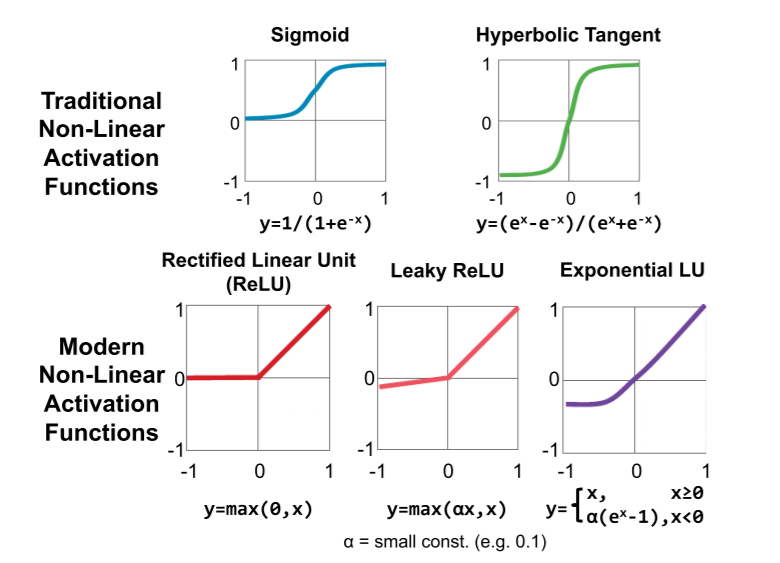 Sigmoid
Hyperbolic Tangent
Traditional
Non-Linear
Activation
Functions
1
0
-1
-1
0
1
y=1/(1+e⁻ˣ)
1
0
-1
-1
0
1
y=(eˣ-e⁻ˣ)/(eˣ+e⁻ˣ)
Rectified Linear Unit
(ReLU)
Leaky ReLU
Exponential LU
Modern
Non-Linear
Activation
Functions
1
0
-1
-1
0
1
y=max(0,x)
1
0
-1
-1
0
1
y=max(αx,x)
1
0
-1
-1
0
1
y={x, x≥0
α(eˣ-1),x<0
α = small const. (e.g. 0.1)